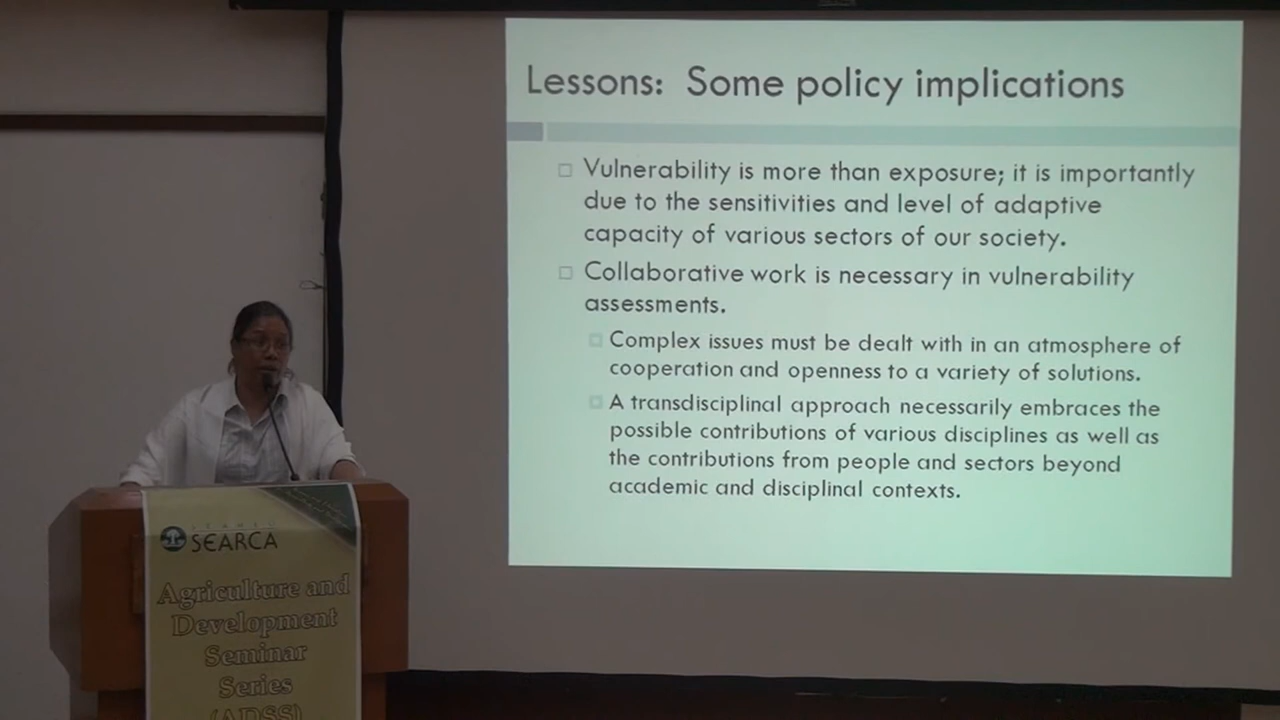 Lessons: Some policy implications
Vulnerability is more than exposure; it is importantly
due to the sensitivities and level of adaptive
capacity of various sectors of our society.
Collaborative work is necessary in vulnerability
assessments.
Complex issues must be dealt with in an atmosphere of
cooperation and openness to a variety of solutions.
A transdisciplinal approach necessarily embraces the
possible contributions of various disciplines as well as
the contributions from people and sectors beyond
academic and disciplinal contexts.
SEARCA
Agriculture and
Development
Seminar
Series
(ADSS)